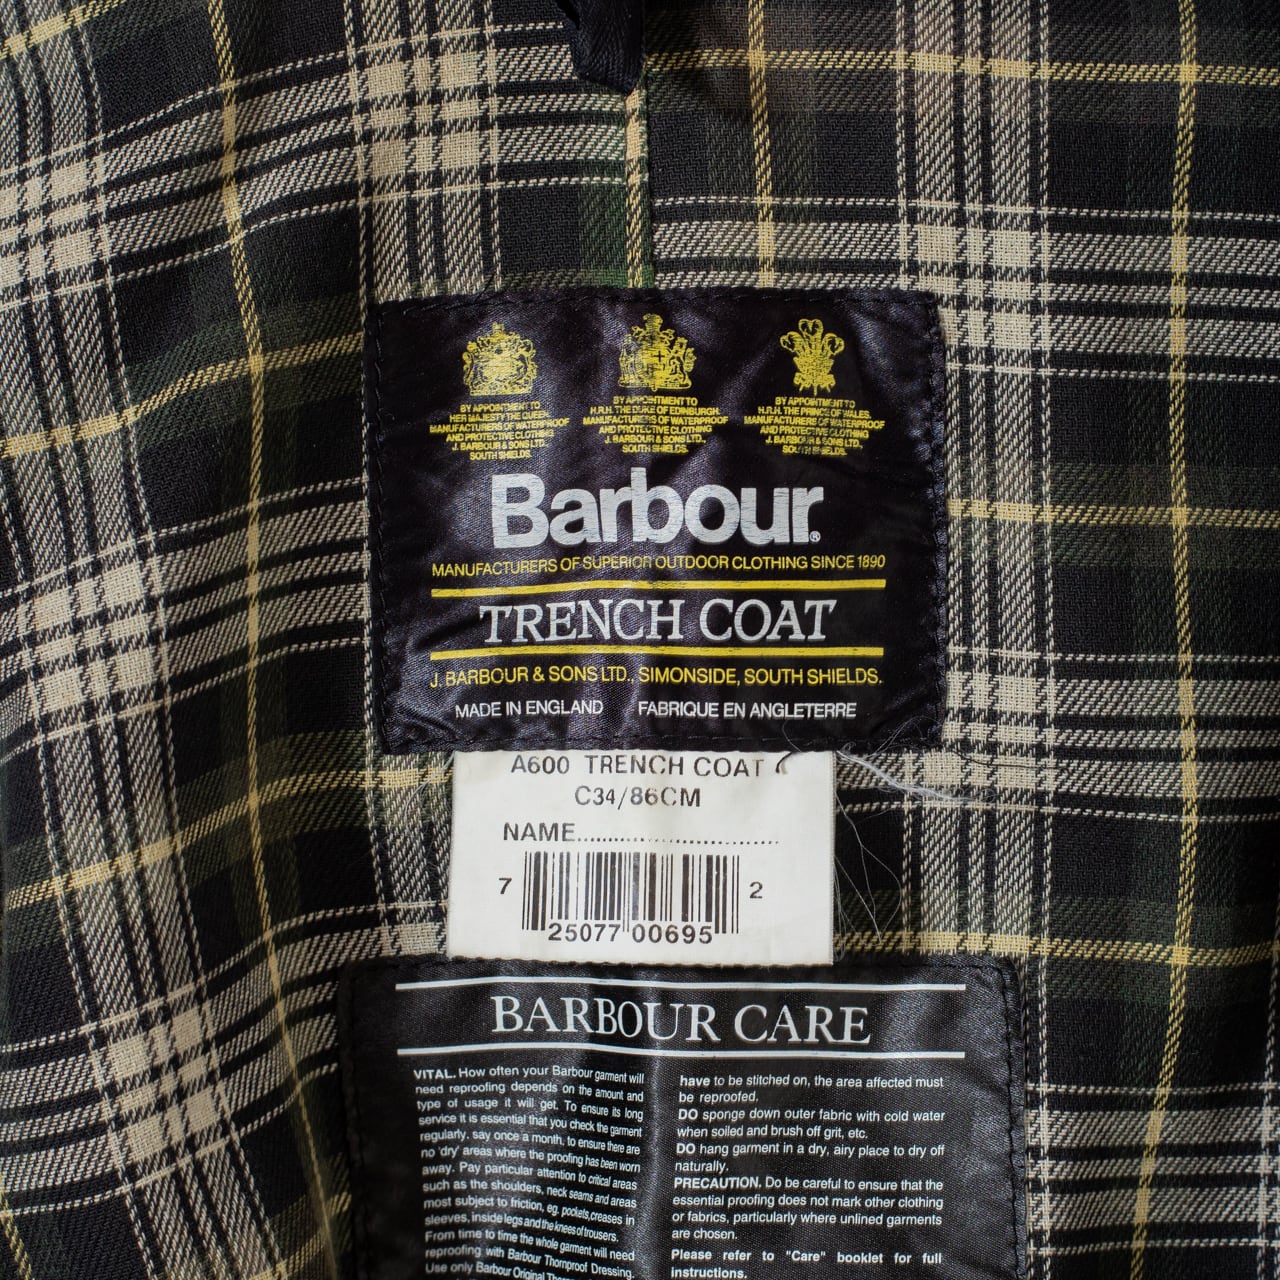 BY APPOINTMENT TO
HER MAJESTY THE QUEEN
MANUFACTURERS OF WATERPROOF
AND PROTECTIVE CLOTHING
J. BARBOUR & SONS LTD.,
SOUTH SHIELDS.
BY APPOINTMENT TO
H.R.H. THE DUKE OF EDINBURGH.
MANUFACTURERS OF WATERPROOF
AND PROTECTIVE CLOTHING
J. BARBOUR & SONS LTD.,
SOUTH SHIELDS.
BY APPOINTMENT TO
H.R.H. THE PRINCE OF WALES.
MANUFACTURERS OF WATERPROOF
AND PROTECTIVE CLOTHING
J. BARBOUR & SONS LTD.,
SOUTH SHIELDS.
Barbour®
MANUFACTURERS OF SUPERIOR OUTDOOR CLOTHING SINCE 1890
TRENCH COAT
J. BARBOUR & SONS LTD., SIMONSIDE, SOUTH SHIELDS.
MADE IN ENGLAND FABRIQUE EN ANGLETERRE
A600 TRENCH COAT
C34/86CM
NAME..............................
7 25077 00695 2
BARBOUR CARE
VITAL. How often your Barbour garment will
need reproofing depends on the amount and
type of usage it will get. To ensure its long
service it is essential that you check the garment
regularly, say once a month, to ensure there are
no 'dry' areas where the proofing has been worn
away. Pay particular attention to critical areas
such as the shoulders, neck seams and areas
most subject to friction, eg. pockets, creases in
sleeves, inside legs and the knees of trousers.
From time to time the whole garment will need
reproofing with Barbour Thornproof Dressing.
Use only Barbour Original
have to be stitched on, the area affected must
be reproofed.
DO sponge down outer fabric with cold water
when soiled and brush off grit, etc.
DO hang garment in a dry, airy place to dry off
naturally.
PRECAUTION. Do be careful to ensure that the
essential proofing does not mark other clothing
or fabrics, particularly where unlined garments
are chosen.
Please refer to "Care" booklet for full
instructions.